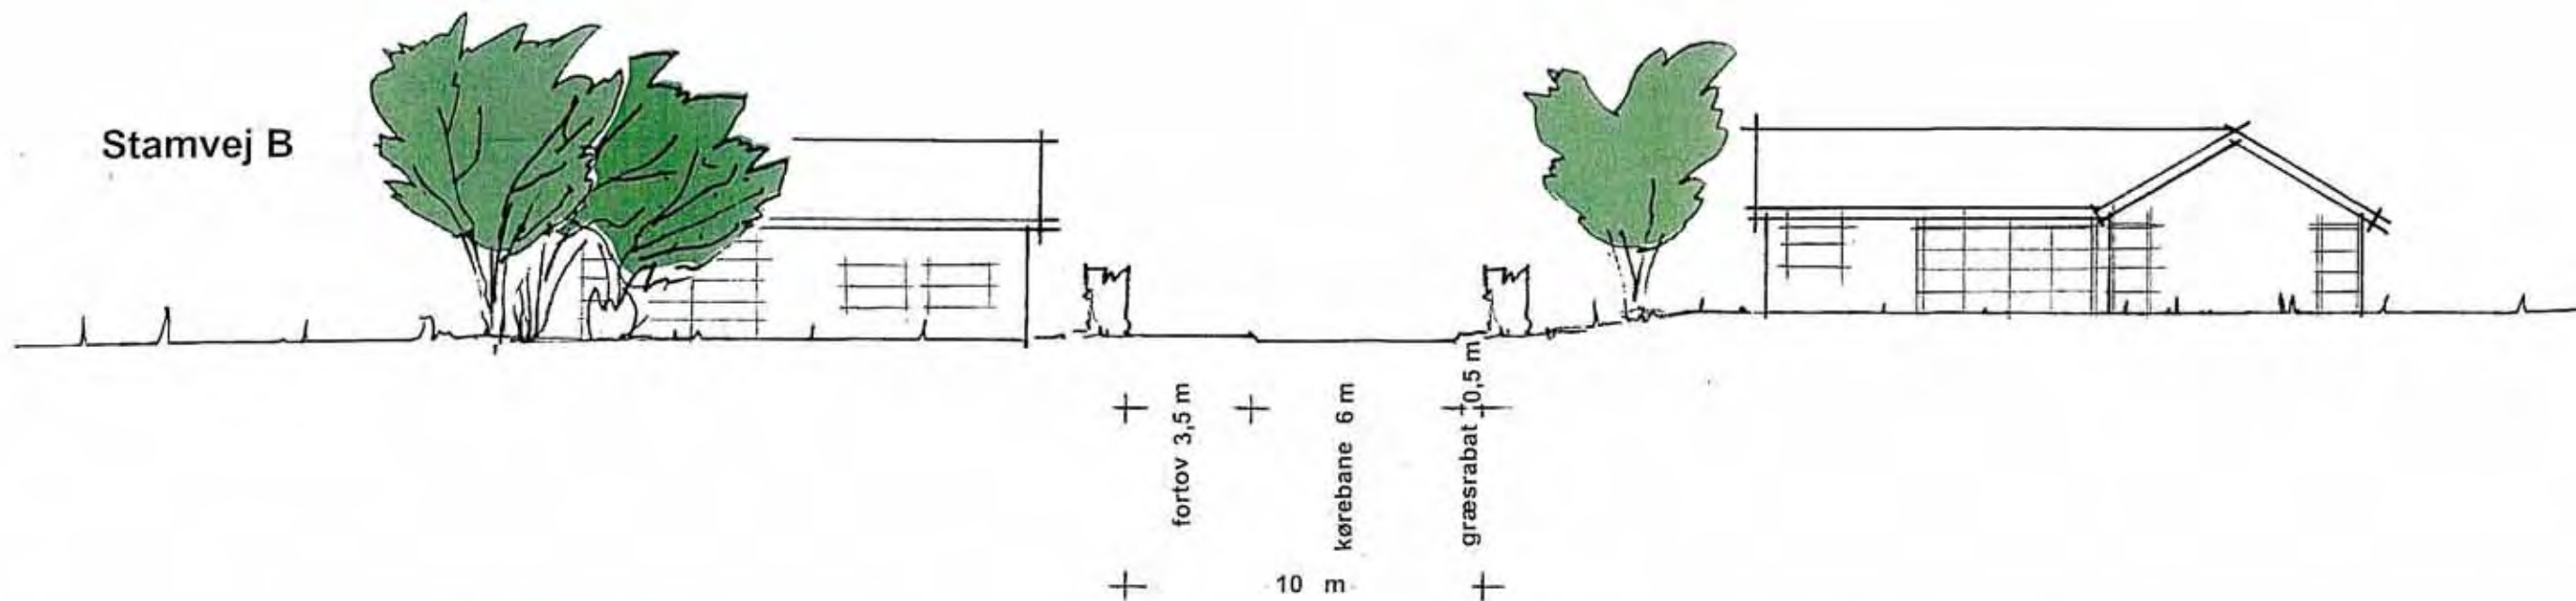 Stamvej B
fortov 3,5 m
kørebane 6 m
græsrabat 0,5 m
10 m